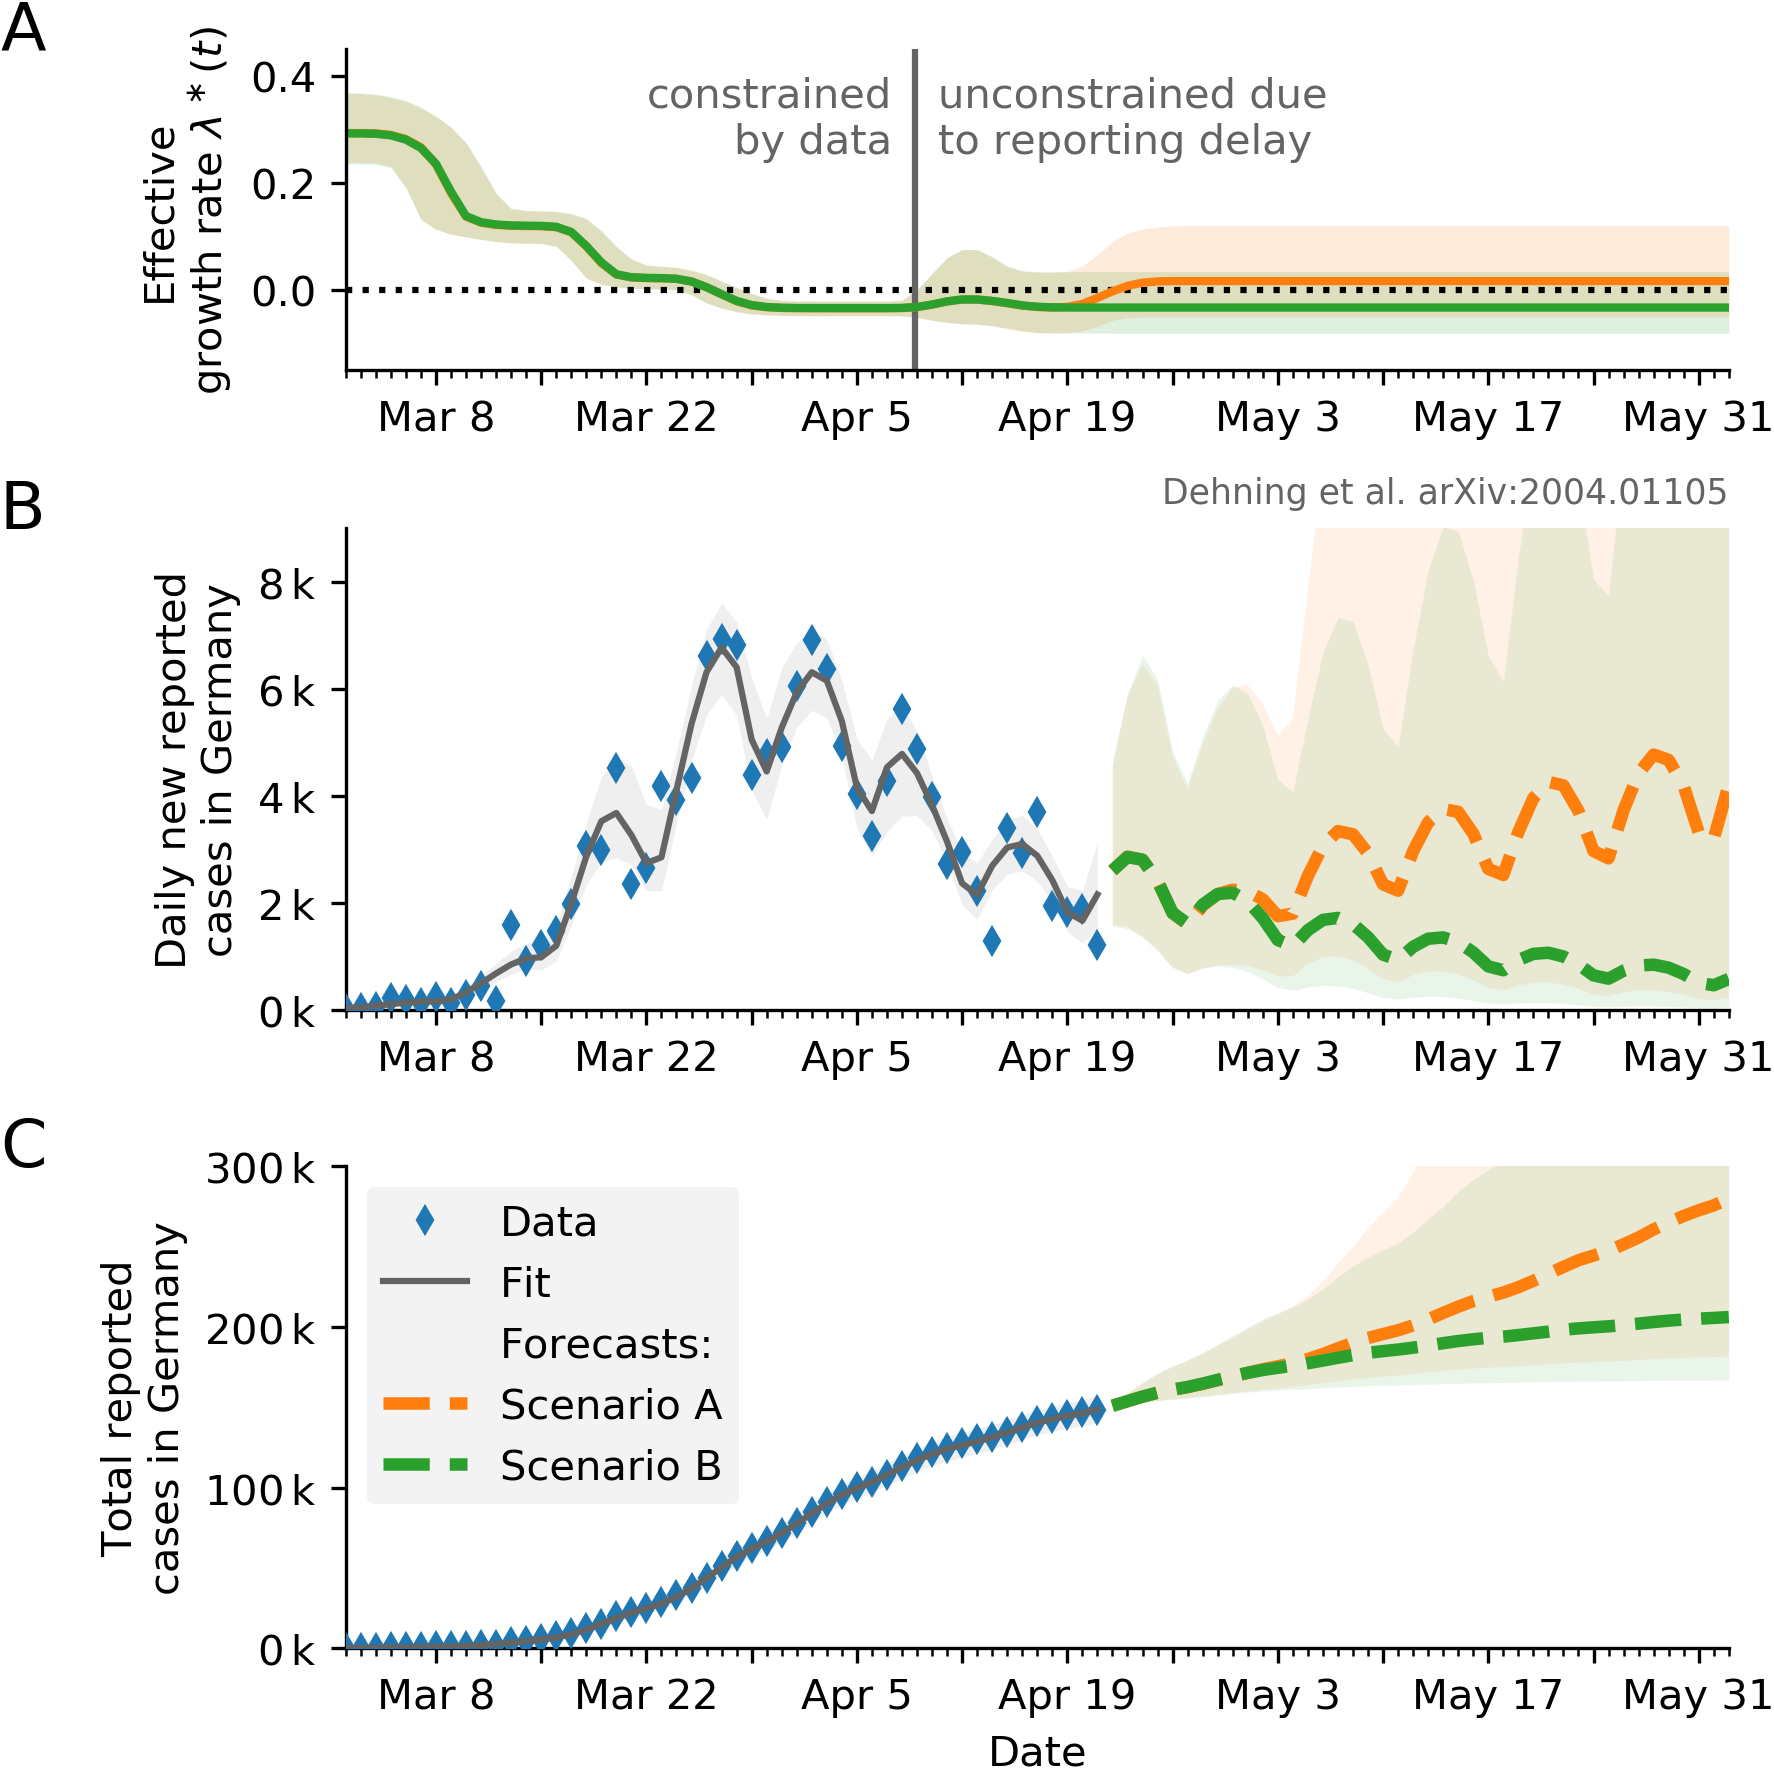 A
Effective
growth rate λ * (t)
0.4
0.2
0.0
constrained
by data
unconstrained due
to reporting delay
Mar 8
Mar 22
Apr 5
Apr 19
May 3
May 17
May 31
B
Dehning et al. arXiv:2004.01105
Daily new reported
cases in Germany
8 k
6 k
4 k
2 k
0 k
Mar 8
Mar 22
Apr 5
Apr 19
May 3
May 17
May 31
C
Total reported
cases in Germany
300 k
200 k
100 k
0 k
Data
Fit
Forecasts:
Scenario A
Scenario B
Mar 8
Mar 22
Apr 5
Apr 19
May 3
May 17
May 31
Date